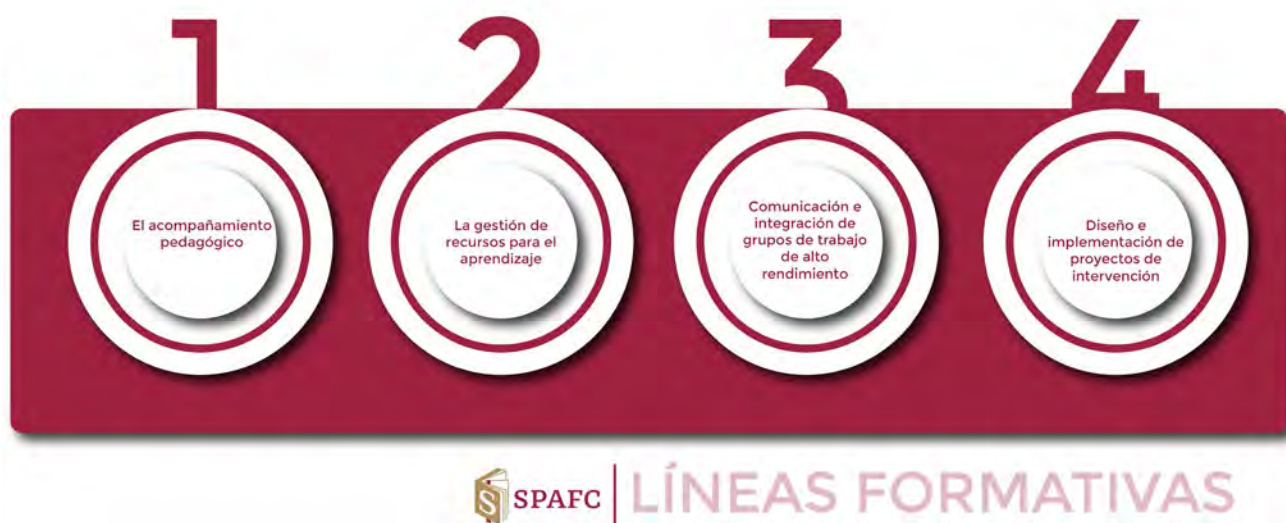 1
El acompañamiento
pedagógico
2
La gestión de
recursos para el
aprendizaje
3
Comunicación e
integración de
grupos de trabajo
de alto
rendimiento
4
Diseño e
implementación de
proyectos de
intervención
S SPAFC LÍNEAS FORMATIVAS